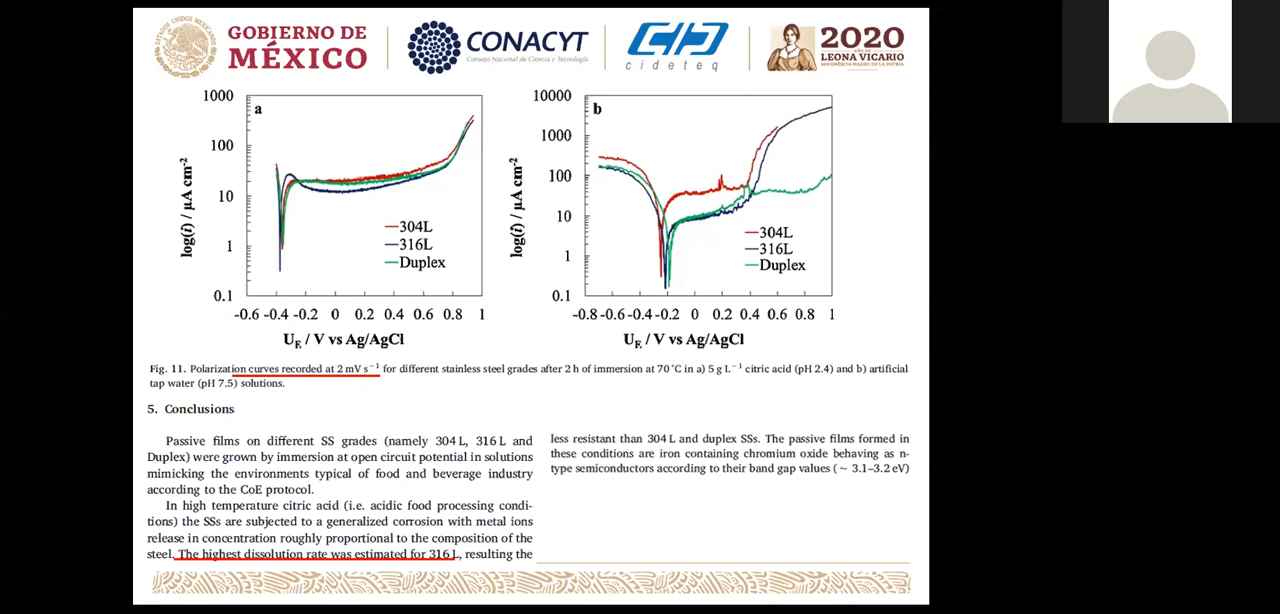 GOBIERNO DE
MÉXICO
CONACYT
Consejo Nacional de Ciencia y Tecnología
cideteq
2020
AÑO DE
LEONA VICARIO
BENEMÉRITA MADRE DE LA PATRIA
1000
100
10
1
0.1
a
log(i) / µA cm⁻²
304L
316L
Duplex
-0.6 -0.4 -0.2 0 0.2 0.4 0.6 0.8 1
U_E / V vs Ag/AgCl
10000
1000
100
10
1
0.1
b
log(i) / µA cm⁻²
304L
316L
Duplex
-0.8 -0.6 -0.4 -0.2 0 0.2 0.4 0.6 0.8 1
U_E / V vs Ag/AgCl
Fig. 11. Polarization curves recorded at 2 mV s⁻¹ for different stainless steel grades after 2 h of immersion at 70 °C in a) 5 g L⁻¹ citric acid (pH 2.4) and b) artificial
tap water (pH 7.5) solutions.
5. Conclusions
Passive films on different SS grades (namely 304 L, 316 L and
Duplex) were grown by immersion at open circuit potential in solutions
mimicking the environments typical of food and beverage industry
according to the CoE protocol.
In high temperature citric acid (i.e. acidic food processing condi-
tions) the SSs are subjected to a generalized corrosion with metal ions
release in concentration roughly proportional to the composition of the
steel. The highest dissolution rate was estimated for 316 L, resulting the
less resistant than 304 L and duplex SSs. The passive films formed in
these conditions are iron containing chromium oxide behaving as n-
type semiconductors according to their band gap values (~ 3.1–3.2 eV)